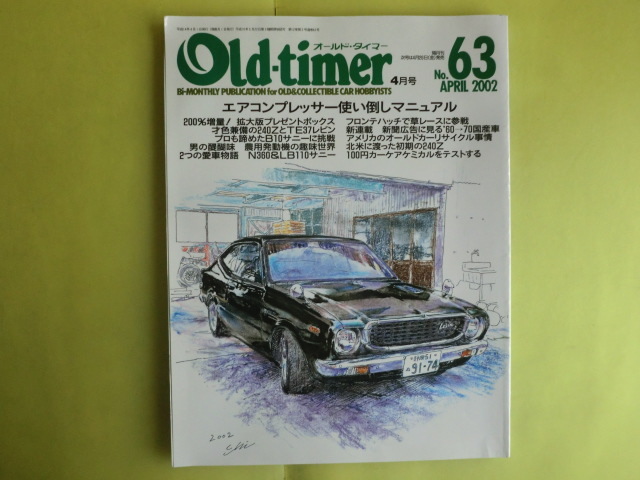 オールド・タイマー
Old-timer
4月号
隔月刊
No. 63
APRIL 2002
Bi-MONTHLY PUBLICATION for OLD&COLLECTIBLE CAR HOBBYISTS
エアコンプレッサー使い倒しマニュアル
200%増量! 拡大版プレゼントボックス
才色兼備の240ZとTE37レビン
プロも諦めたB10サニーに挑戦
男の醍醐味 農用発動機の趣味世界
2つの愛車物語 N360&LB110サニー
フロンテハッチで草レースに参戦
新連載 新聞広告に見る'60→70国産車
アメリカのオールドカーリサイクル事情
北米に渡った初期の240Z
100円カーケアケミカルをテストする
91-74
2002